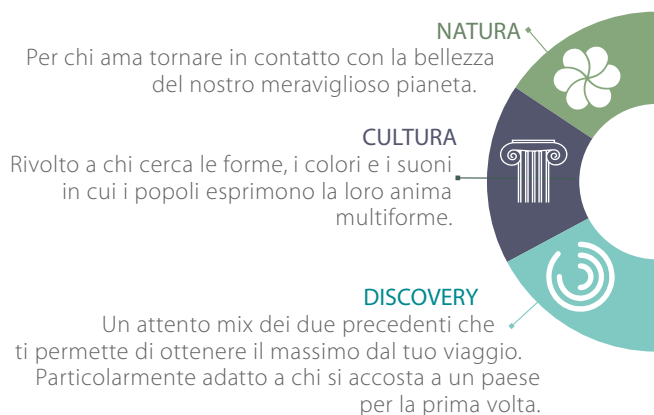 NATURA
Per chi ama tornare in contatto con la bellezza
del nostro meraviglioso pianeta.
CULTURA
Rivolto a chi cerca le forme, i colori e i suoni
in cui i popoli esprimono la loro anima
multiforme.
DISCOVERY
Un attento mix dei due precedenti che
ti permette di ottenere il massimo dal tuo viaggio.
Particolarmente adatto a chi si accosta a un paese
per la prima volta.